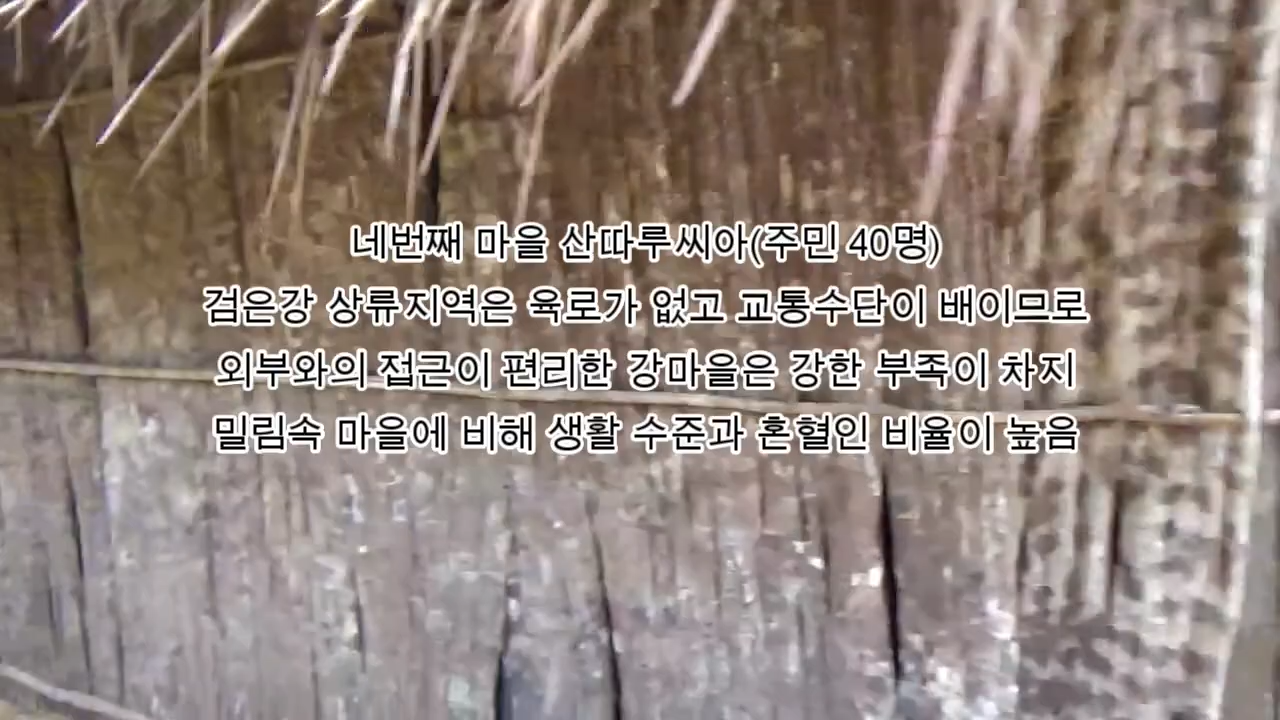 네번째 마을 산따루씨아(주민 40명)
검은강 상류지역은 육로가 없고 교통수단이 배이므로
외부와의 접근이 편리한 강마을은 강한 부족이 차지
밀림속 마을에 비해 생활 수준과 혼혈인 비율이 높음